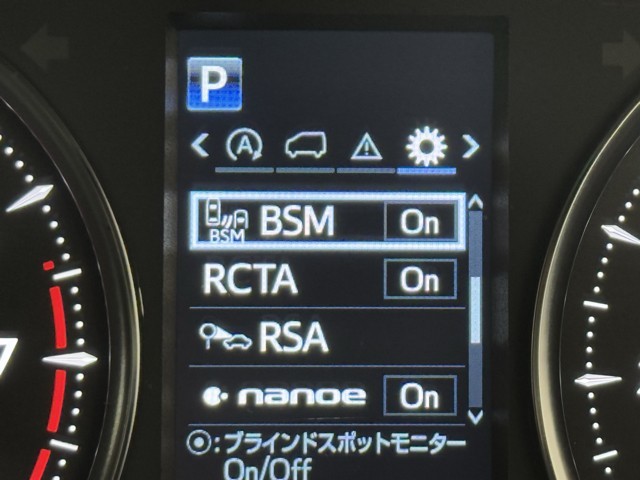 P
A
BSM BSM On
RCTA On
RSA
nanoe On
◉:ブラインドスポットモニター
On/Off
7